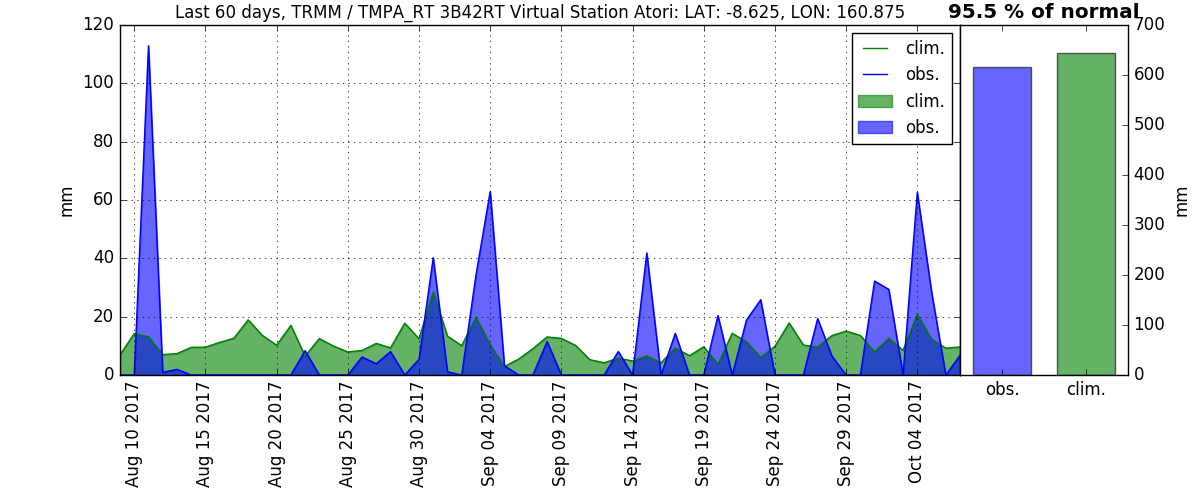 Last 60 days, TRMM / TMPA_RT 3B42RT Virtual Station Atori: LAT: -8.625, LON: 160.875
95.5 % of normal
mm
120
100
80
60
40
20
0
clim.
obs.
clim.
obs.
Aug 10 2017
Aug 15 2017
Aug 20 2017
Aug 25 2017
Aug 30 2017
Sep 04 2017
Sep 09 2017
Sep 14 2017
Sep 19 2017
Sep 24 2017
Sep 29 2017
Oct 04 2017
700
600
500
400
300
200
100
0
mm
obs.
clim.